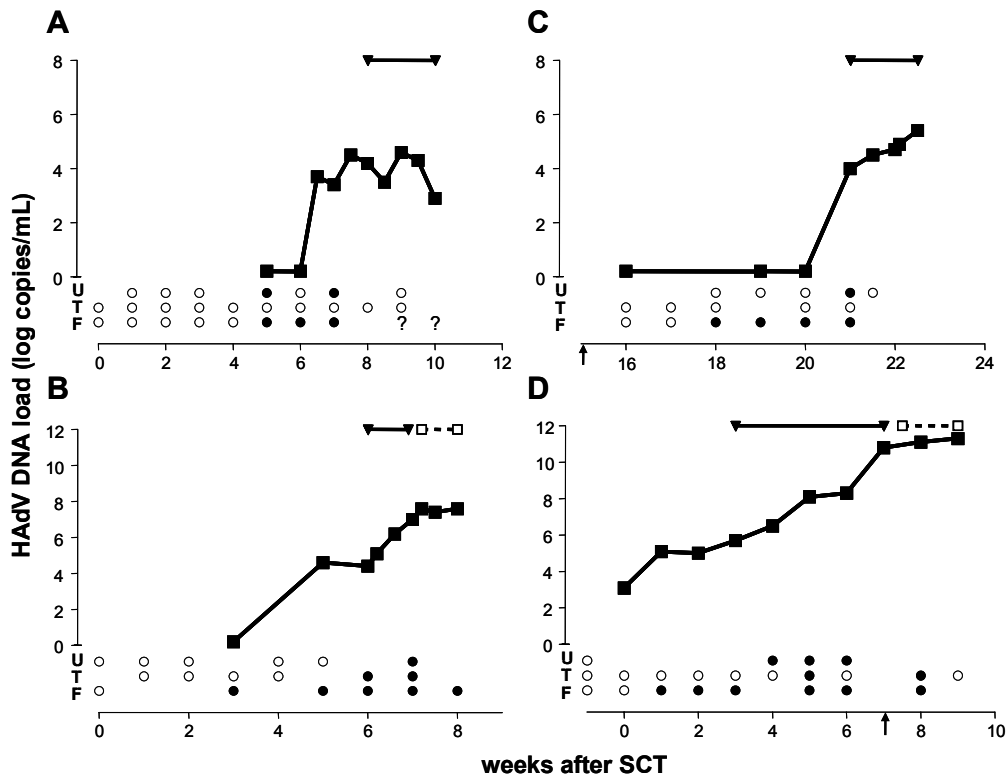 A
8
6
4
2
0
U
T
F
? ?
0 2 4 6 8 10 12
C
8
6
4
2
0
U
T
F
16 18 20 22 24
B
12
10
8
6
4
2
0
U
T
F
0 2 4 6 8
D
12
10
8
6
4
2
0
U
T
F
0 2 4 6 8 10
HAdV DNA load (log copies/mL)
weeks after SCT